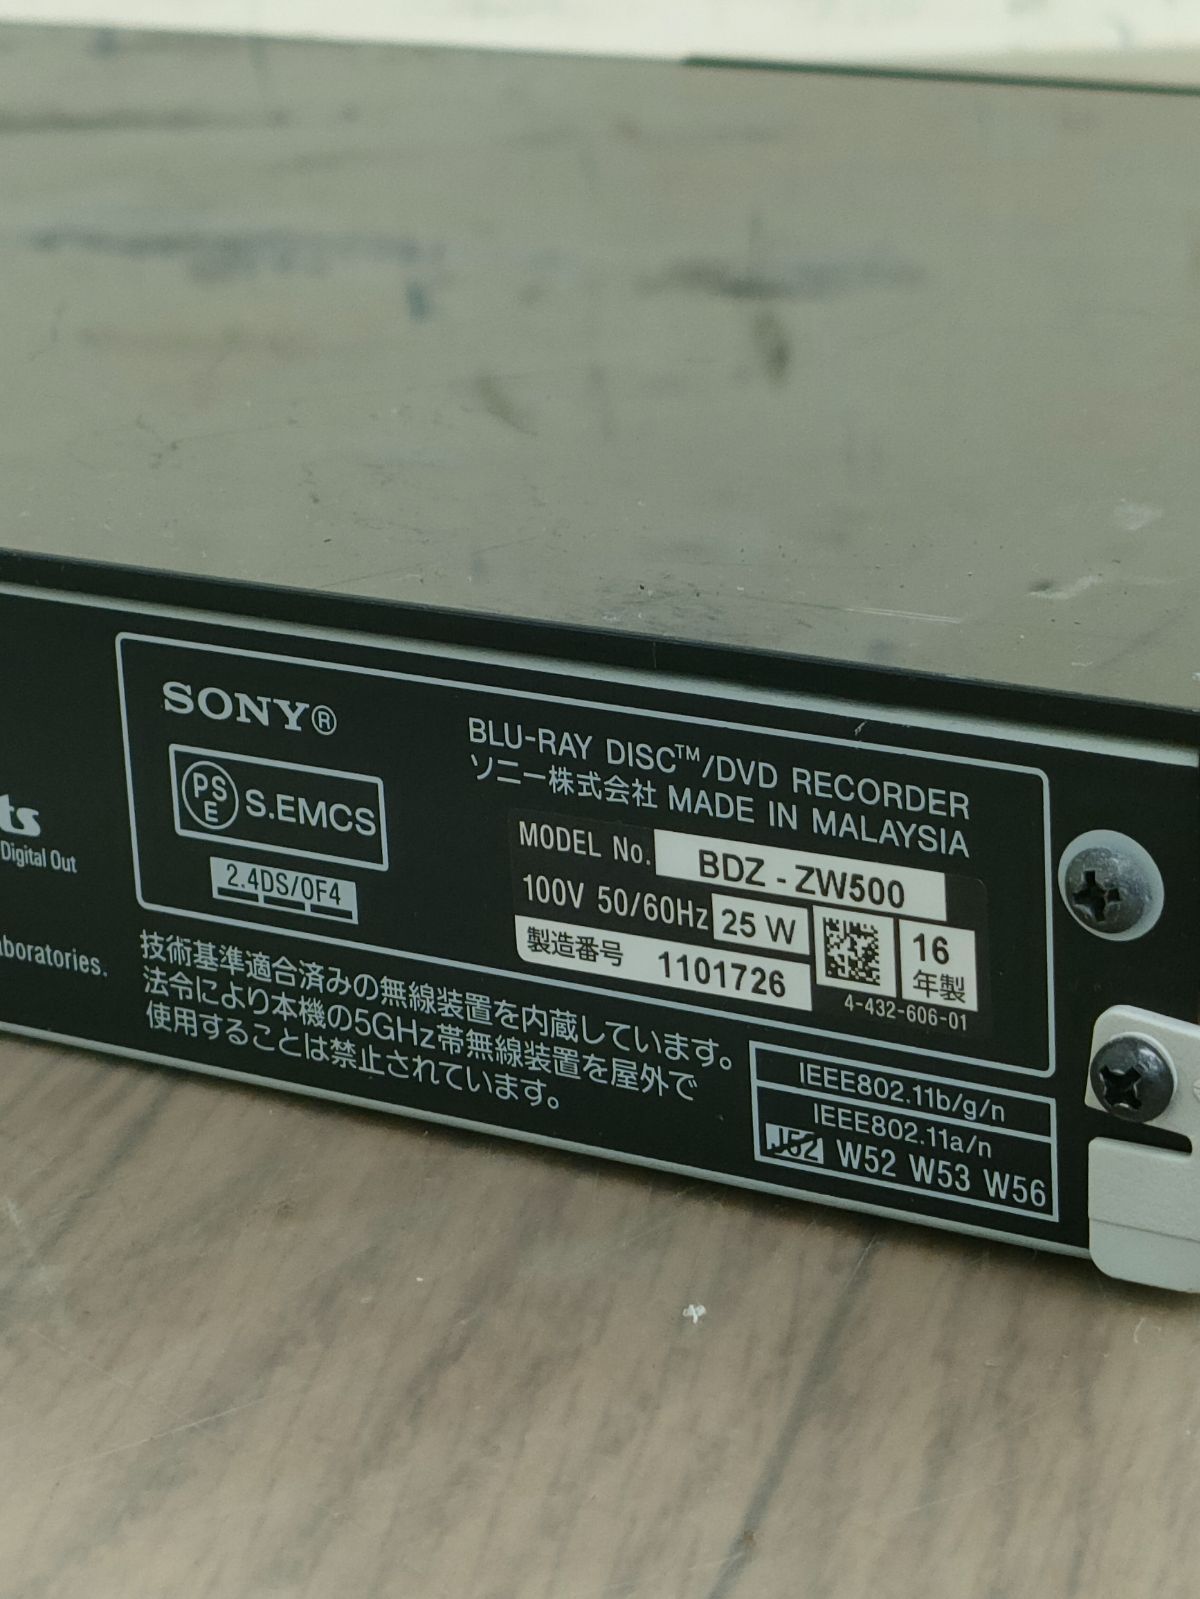 SONY®
PSE S.EMCS
2.4DS/OF4
BLU-RAY DISC™/DVD RECORDER
ソニー株式会社 MADE IN MALAYSIA
MODEL No. BDZ - ZW500
100V 50/60Hz 25 W
製造番号 1101726
16
年製
4-432-606-01
ts
Digital Out
aboratories.
技術基準適合済みの無線装置を内蔵しています。
法令により本機の5GHz帯無線装置を屋外で
使用することは禁止されています。
IEEE802.11b/g/n
IEEE802.11a/n
J52 W52 W53 W56